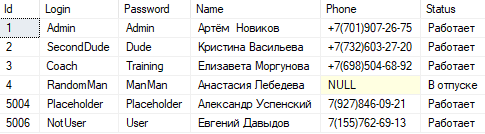 Id Login Password Name Phone Status
1 Admin Admin Артём  Новиков +7(701)907-26-75 Работает
2 SecondDude Dude Кристина Васильева +7(732)603-27-20 Работает
3 Coach Training Елизавета Моргунова +7(698)504-68-92 Работает
4 RandomMan ManMan Анастасия Лебедева NULL В отпуске
5004 Placeholder Placeholder Александр Успенский 7(927)846-09-21 Работает
5006 NotUser User Евгений Давыдов 7(155)762-69-13 Работает